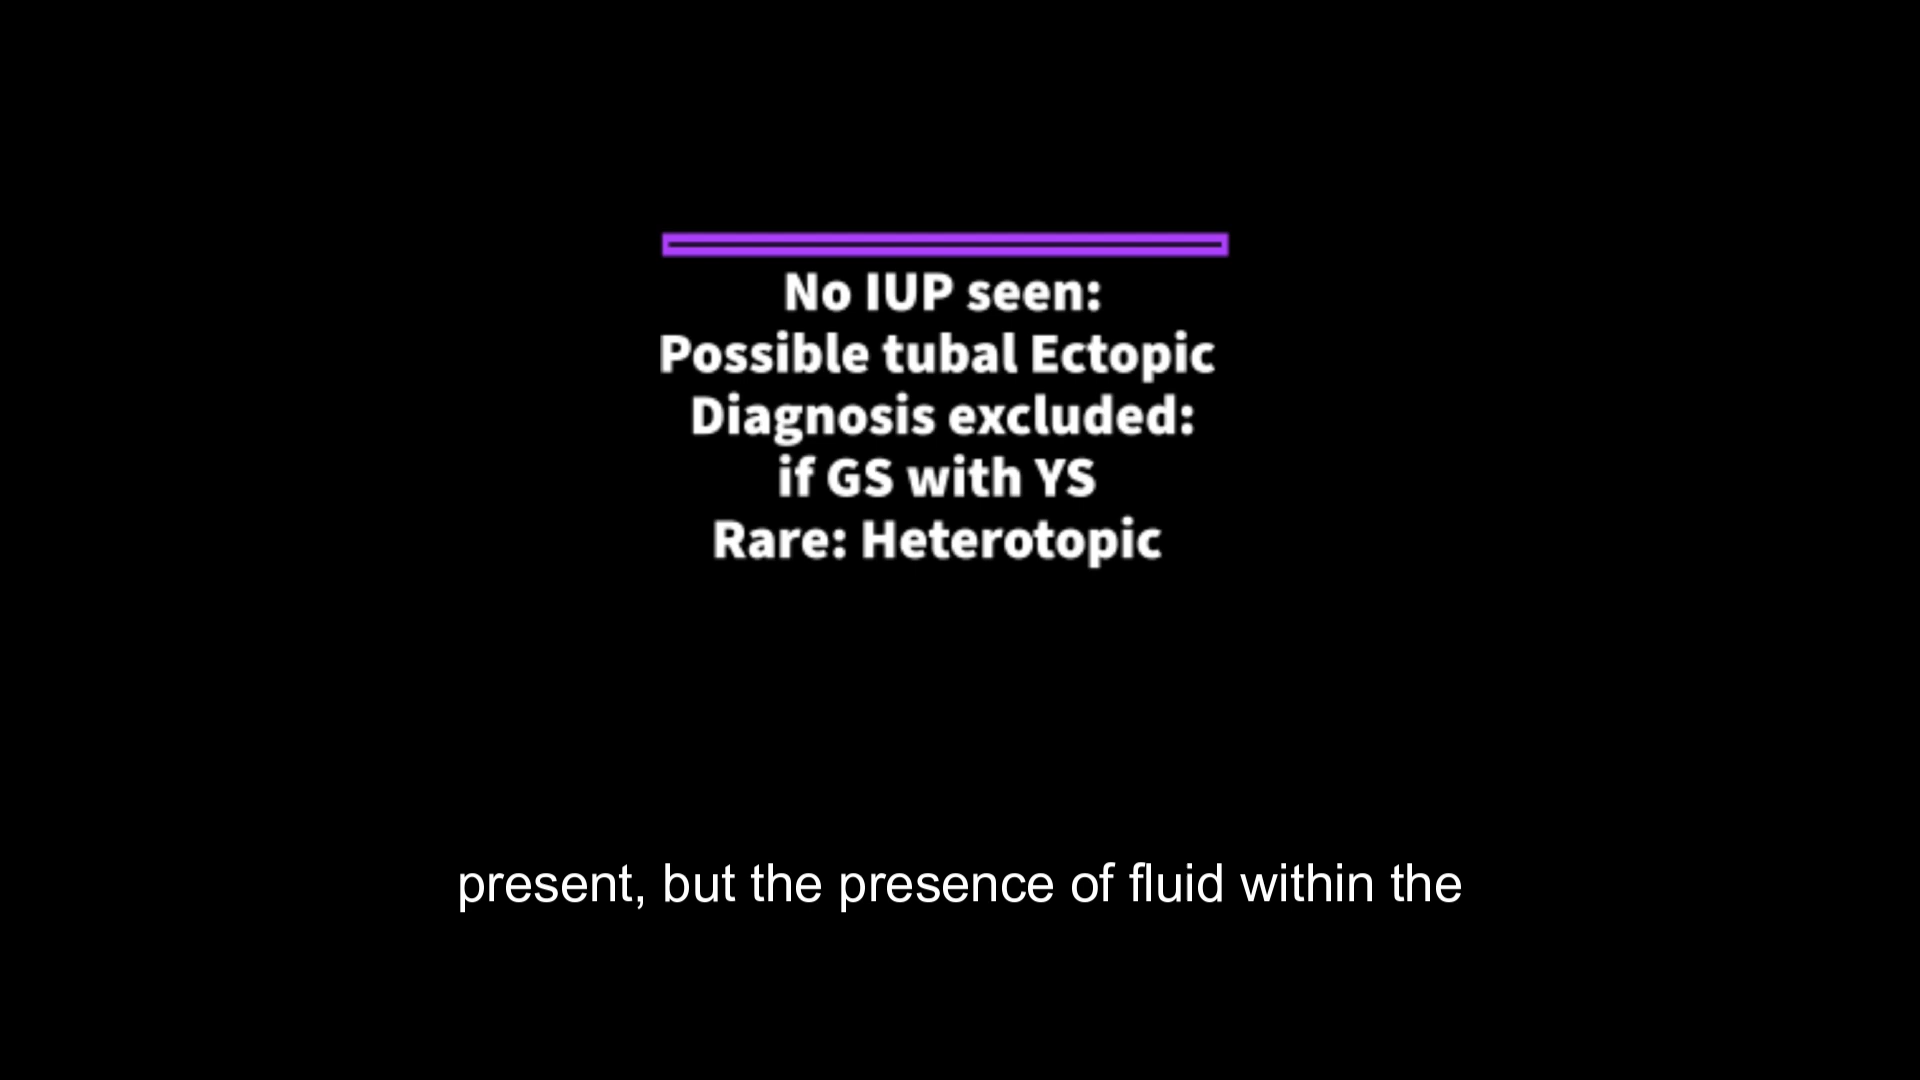 No IUP seen:
Possible tubal Ectopic
Diagnosis excluded:
if GS with YS
Rare: Heterotopic
present, but the presence of fluid within the